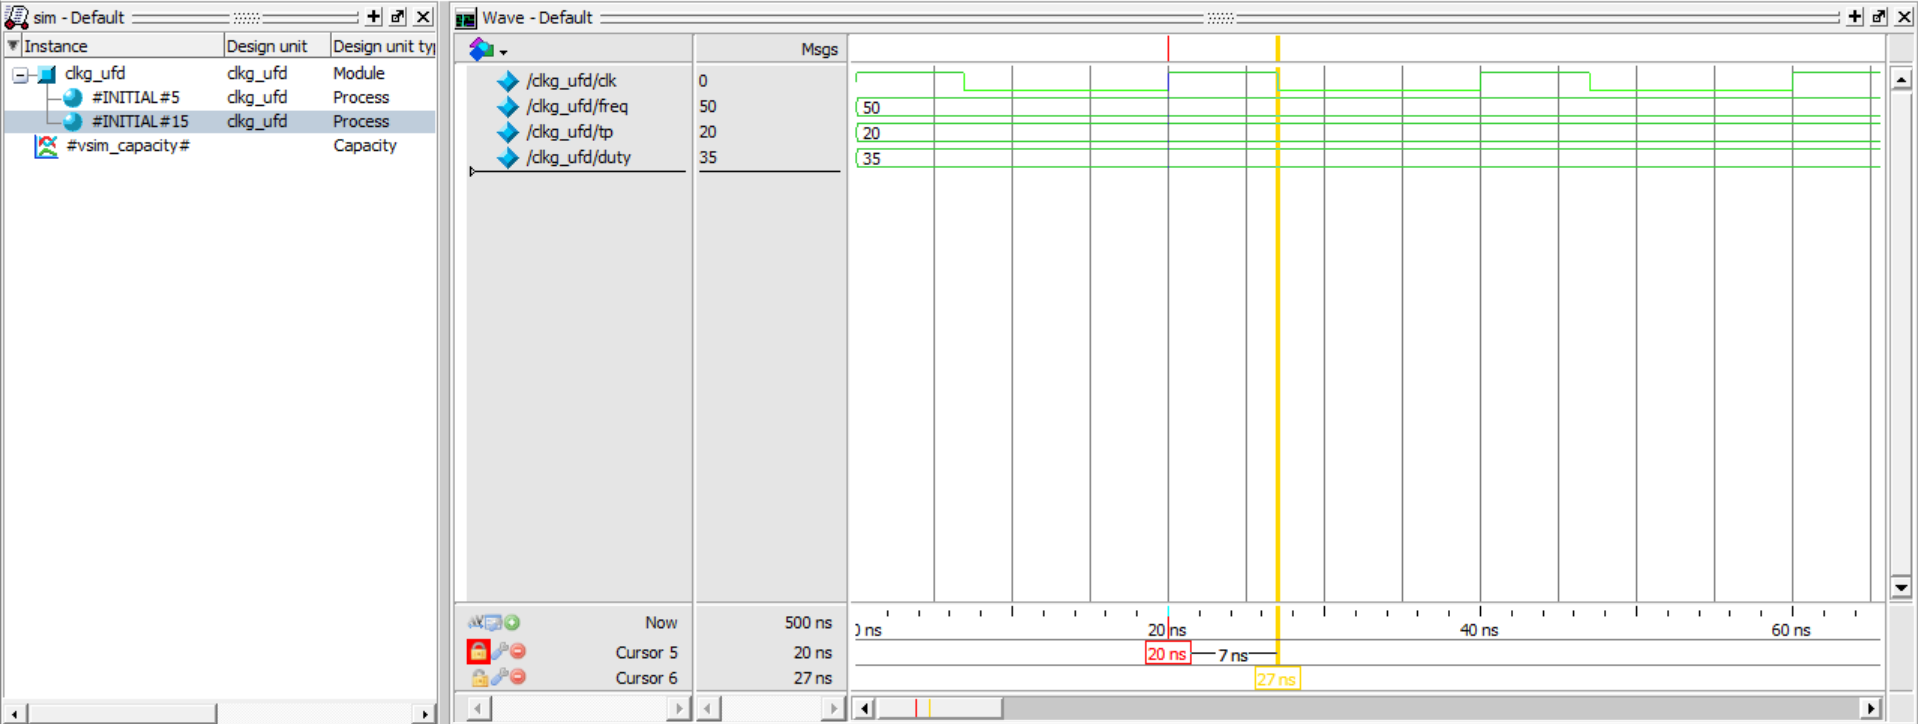 sim - Default
Instance Design unit Design unit ty
clkg_ufd clkg_ufd Module
#INITIAL#5 clkg_ufd Process
#INITIAL#15 clkg_ufd Process
#vsim_capacity# Capacity
Wave - Default
Msgs
/clkg_ufd/clk 0
/clkg_ufd/freq 50 50
/clkg_ufd/tp 20 20
/clkg_ufd/duty 35 35
Now 500 ns
0 ns 20 ns 40 ns 60 ns
Cursor 5 20 ns 20 ns 7 ns
Cursor 6 27 ns 27 ns